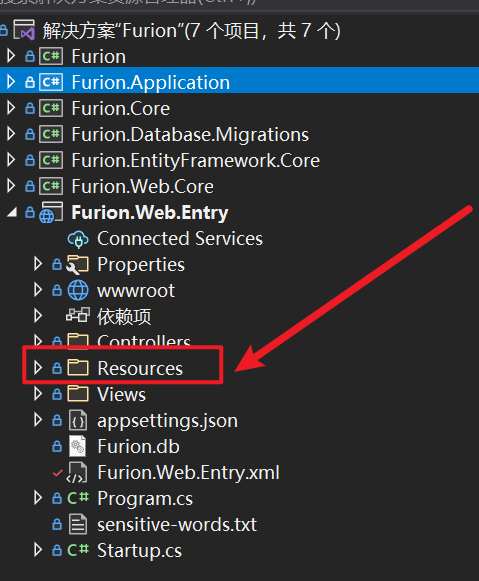 解决方案“Furion”(7 个项目，共 7 个)
Furion
Furion.Application
Furion.Core
Furion.Database.Migrations
Furion.EntityFramework.Core
Furion.Web.Core
Furion.Web.Entry
Connected Services
Properties
wwwroot
依赖项
Controllers
Resources
Views
appsettings.json
Furion.db
Furion.Web.Entry.xml
Program.cs
sensitive-words.txt
Startup.cs